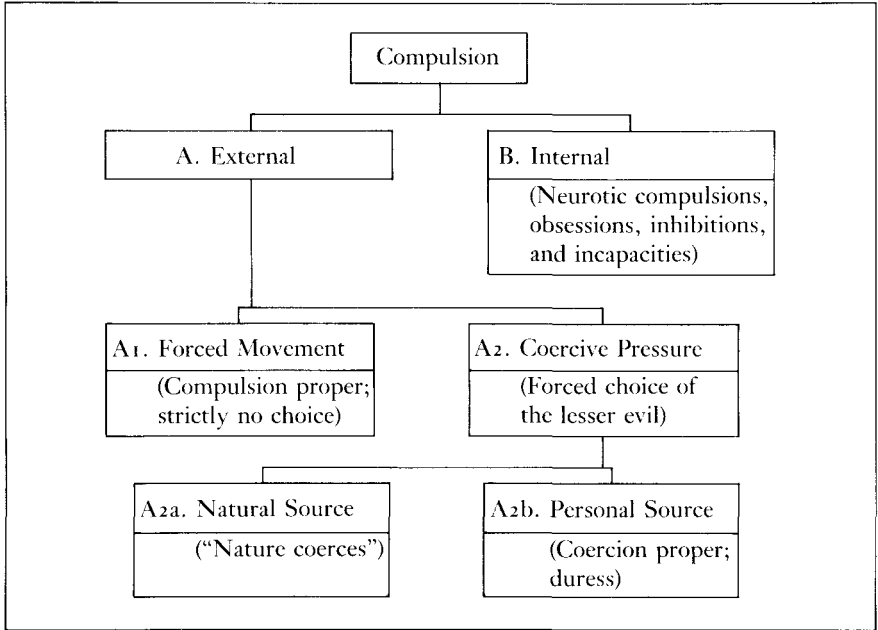 Compulsion
A. External
B. Internal
(Neurotic compulsions,
obsessions, inhibitions,
and incapacities)
A1. Forced Movement
(Compulsion proper;
strictly no choice)
A2. Coercive Pressure
(Forced choice of
the lesser evil)
A2a. Natural Source
(“Nature coerces”)
A2b. Personal Source
(Coercion proper;
duress)